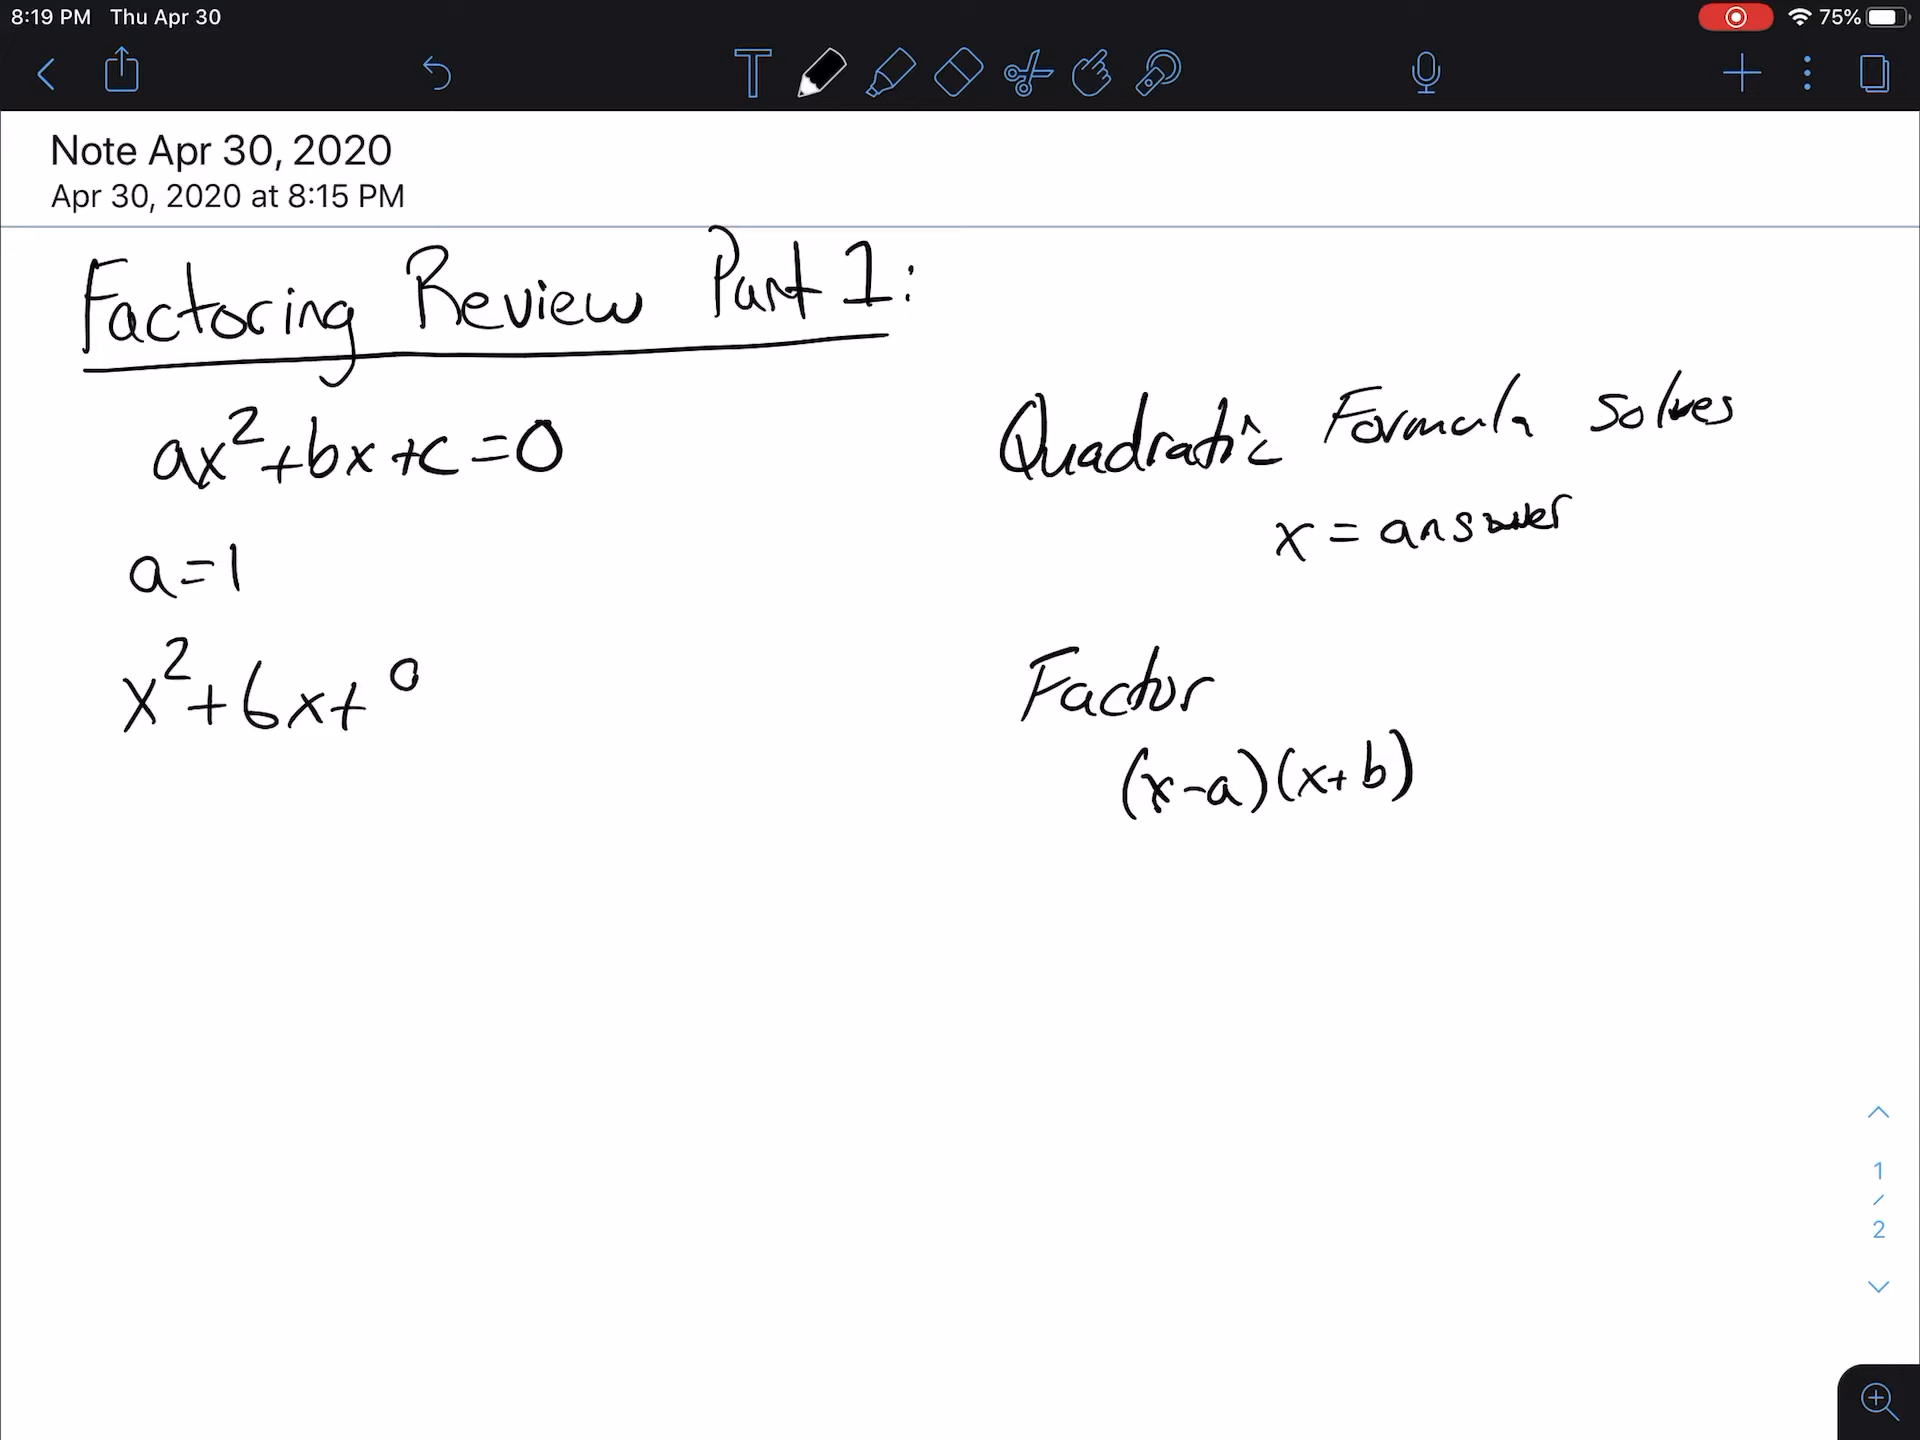 8:19 PM Thu Apr 30 75%
T
Note Apr 30, 2020
Apr 30, 2020 at 8:15 PM
Factoring Review Part 1:
ax²+bx+c=0
Quadratic Formula solves
x = answer
a=1
x²+6x+
Factor
(x-a)(x+b)
1
/
2